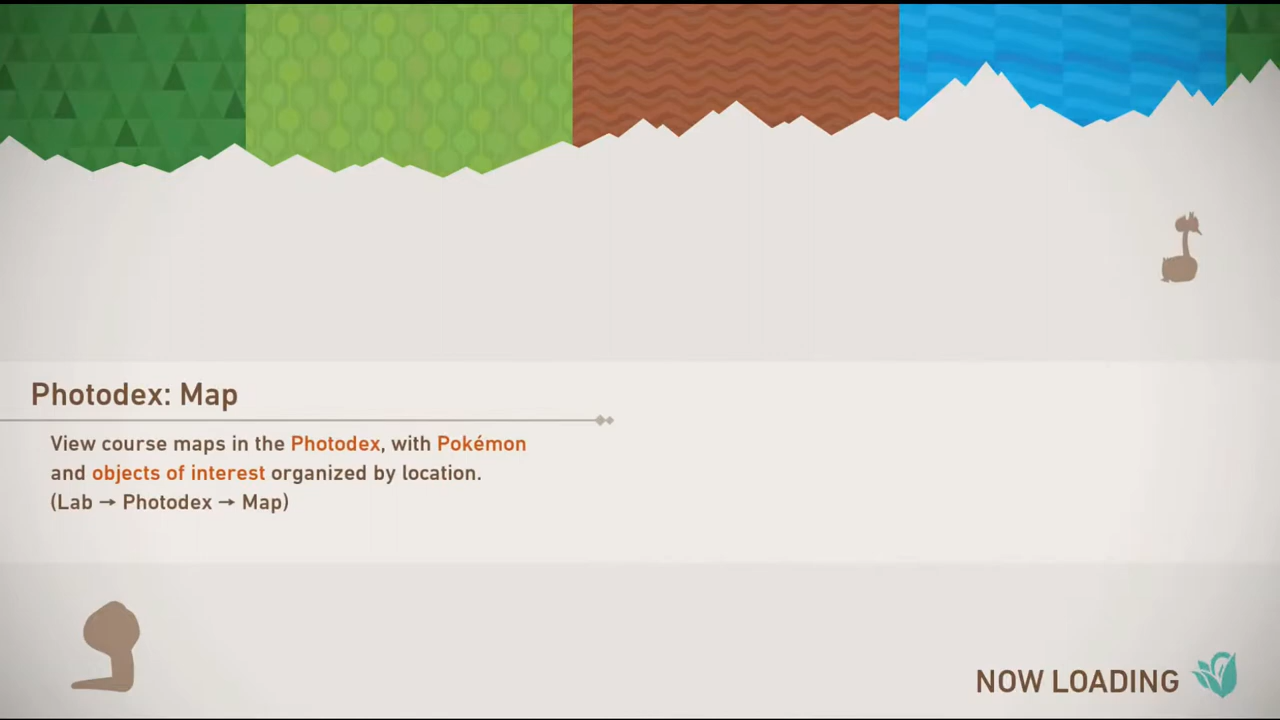 Photodex: Map
View course maps in the Photodex, with Pokémon
and objects of interest organized by location.
(Lab → Photodex → Map)
NOW LOADING